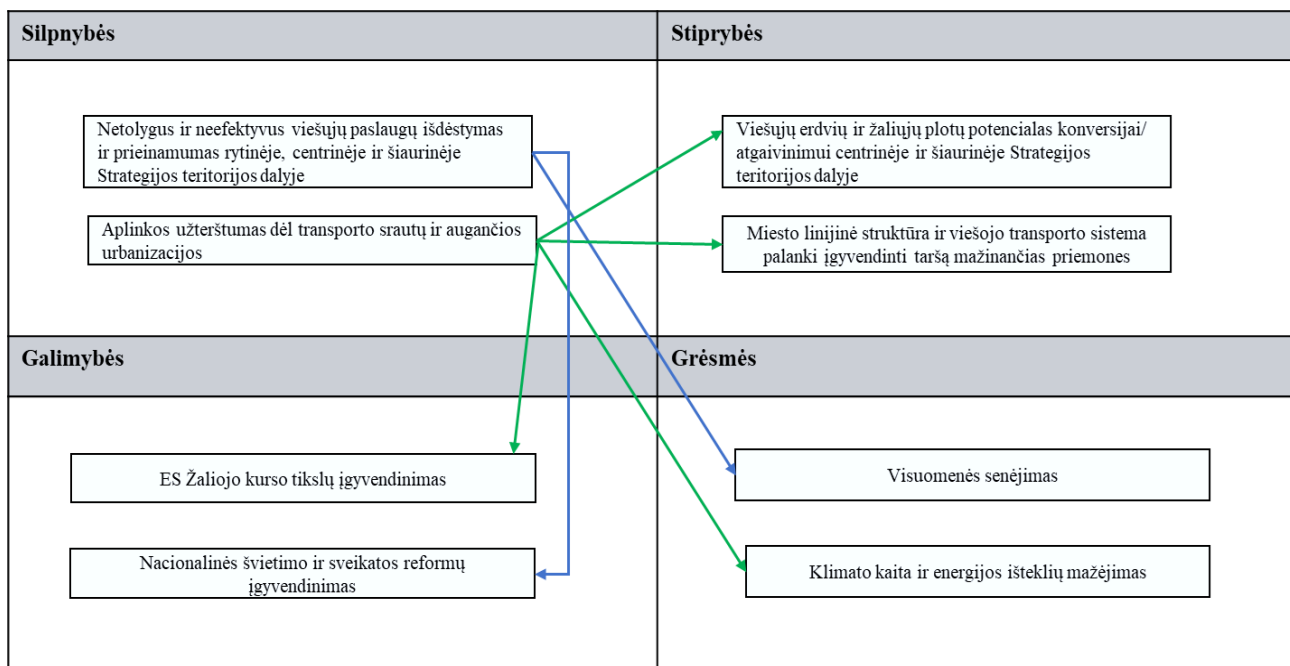 Silpnybės
Stiprybės
Netolygus ir neefektyvus viešųjų paslaugų išdėstymas
ir prieinamumas rytinėje, centrinėje ir šiaurinėje
Strategijos teritorijos dalyje
Viešųjų erdvių ir žaliųjų plotų potencialas konversijai/
atgaivinimui centrinėje ir šiaurinėje Strategijos
teritorijos dalyje
Aplinkos užterštumas dėl transporto srautų ir augančios
urbanizacijos
Miesto linijinė struktūra ir viešojo transporto sistema
palanki įgyvendinti taršą mažinančias priemones
Galimybės
Grėsmės
ES Žaliojo kurso tikslų įgyvendinimas
Visuomenės senėjimas
Nacionalinės švietimo ir sveikatos reformų
įgyvendinimas
Klimato kaita ir energijos išteklių mažėjimas